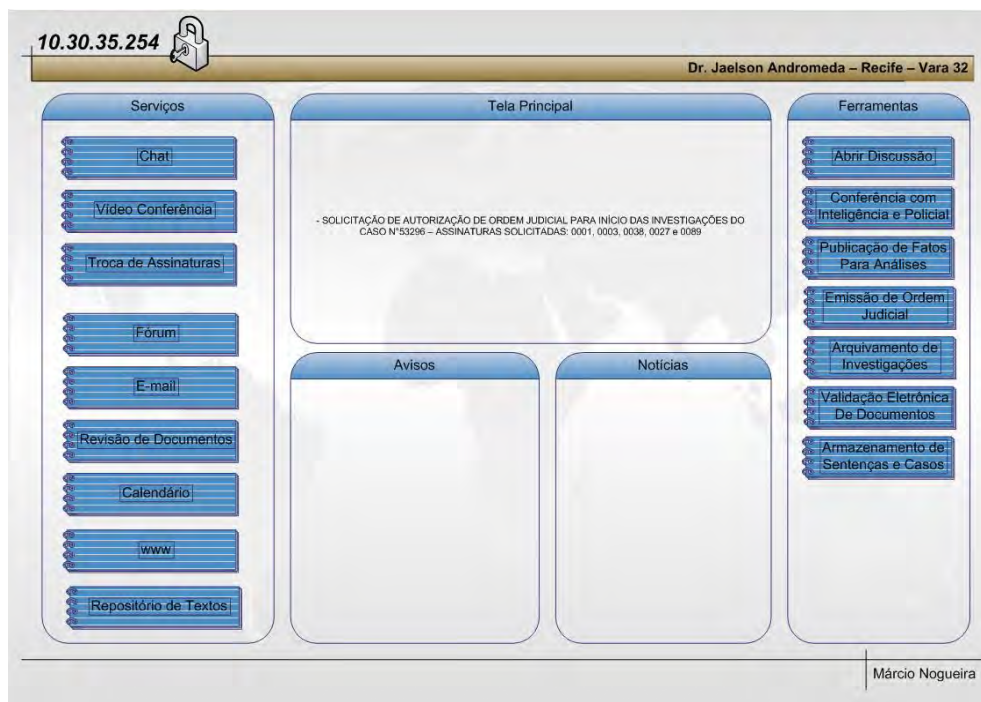 10.30.35.254
Dr. Jaelson Andromeda – Recife – Vara 32
Serviços
Chat
Vídeo Conferência
Troca de Assinaturas
Fórum
E-mail
Revisão de Documentos
Calendário
www
Repositório de Textos
Tela Principal
- SOLICITAÇÃO DE AUTORIZAÇÃO DE ORDEM JUDICIAL PARA INÍCIO DAS INVESTIGAÇÕES DO
CASO N°53296 – ASSINATURAS SOLICITADAS: 0001, 0003, 0038, 0027 e 0089
Avisos
Notícias
Ferramentas
Abrir Discussão
Conferência com
Inteligência e Policial
Publicação de Fatos
Para Análises
Emissão de Ordem
Judicial
Arquivamento de
Investigações
Validação Eletrônica
De Documentos
Armazenamento de
Sentenças e Casos
Márcio Nogueira